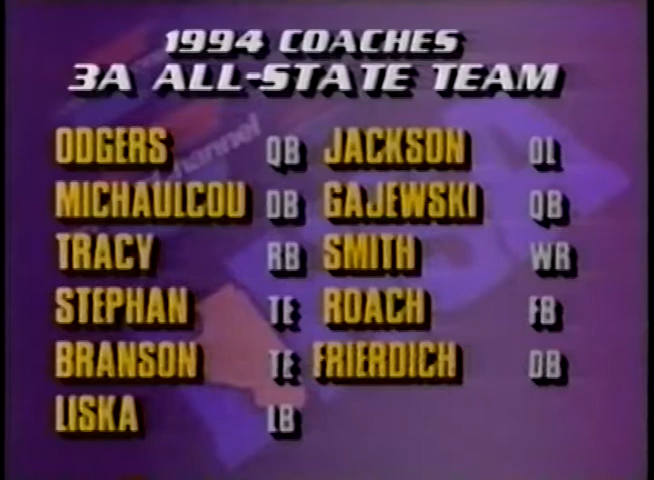 1994 COACHES
3A ALL-STATE TEAM
ODGERS QB JACKSON OL
MICHAULCOU DB GAJEWSKI QB
TRACY RB SMITH WR
STEPHAN TE ROACH FB
BRANSON TE FRIERDICH DB
LISKA LB
channel